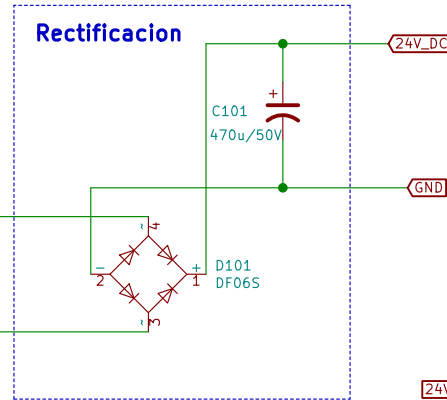 Rectificacion
24V_DC
+
C101
470u/50V
GND
~ 4
- 2
+ 1
D101
DF06S
~ 3
24V